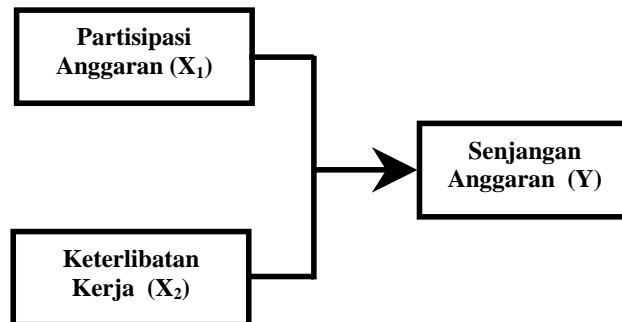 Partisipasi
Anggaran (X₁)
Senjangan
Anggaran (Y)
Keterlibatan
Kerja (X₂)